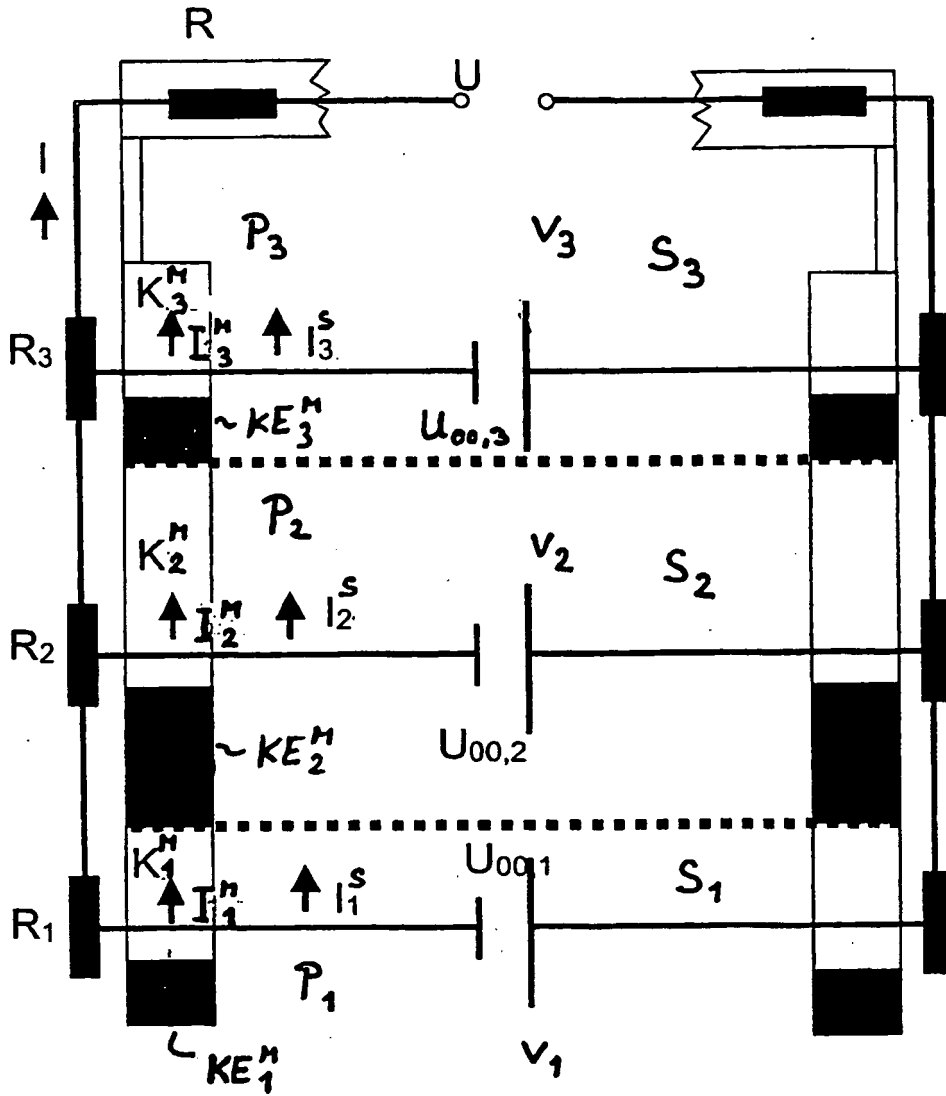 R
U
I
P₃ V₃ S₃
K₃ᴹ
R₃ I₃ᴹ I₃ˢ
~ KE₃ᴹ U₀₀,₃
P₂
K₂ᴹ V₂ S₂
R₂ I₂ᴹ I₂ˢ
~ KE₂ᴹ U₀₀,₂
K₁ᴹ U₀₀,₁ S₁
R₁ I₁ᴹ I₁ˢ
P₁
KE₁ᴹ V₁